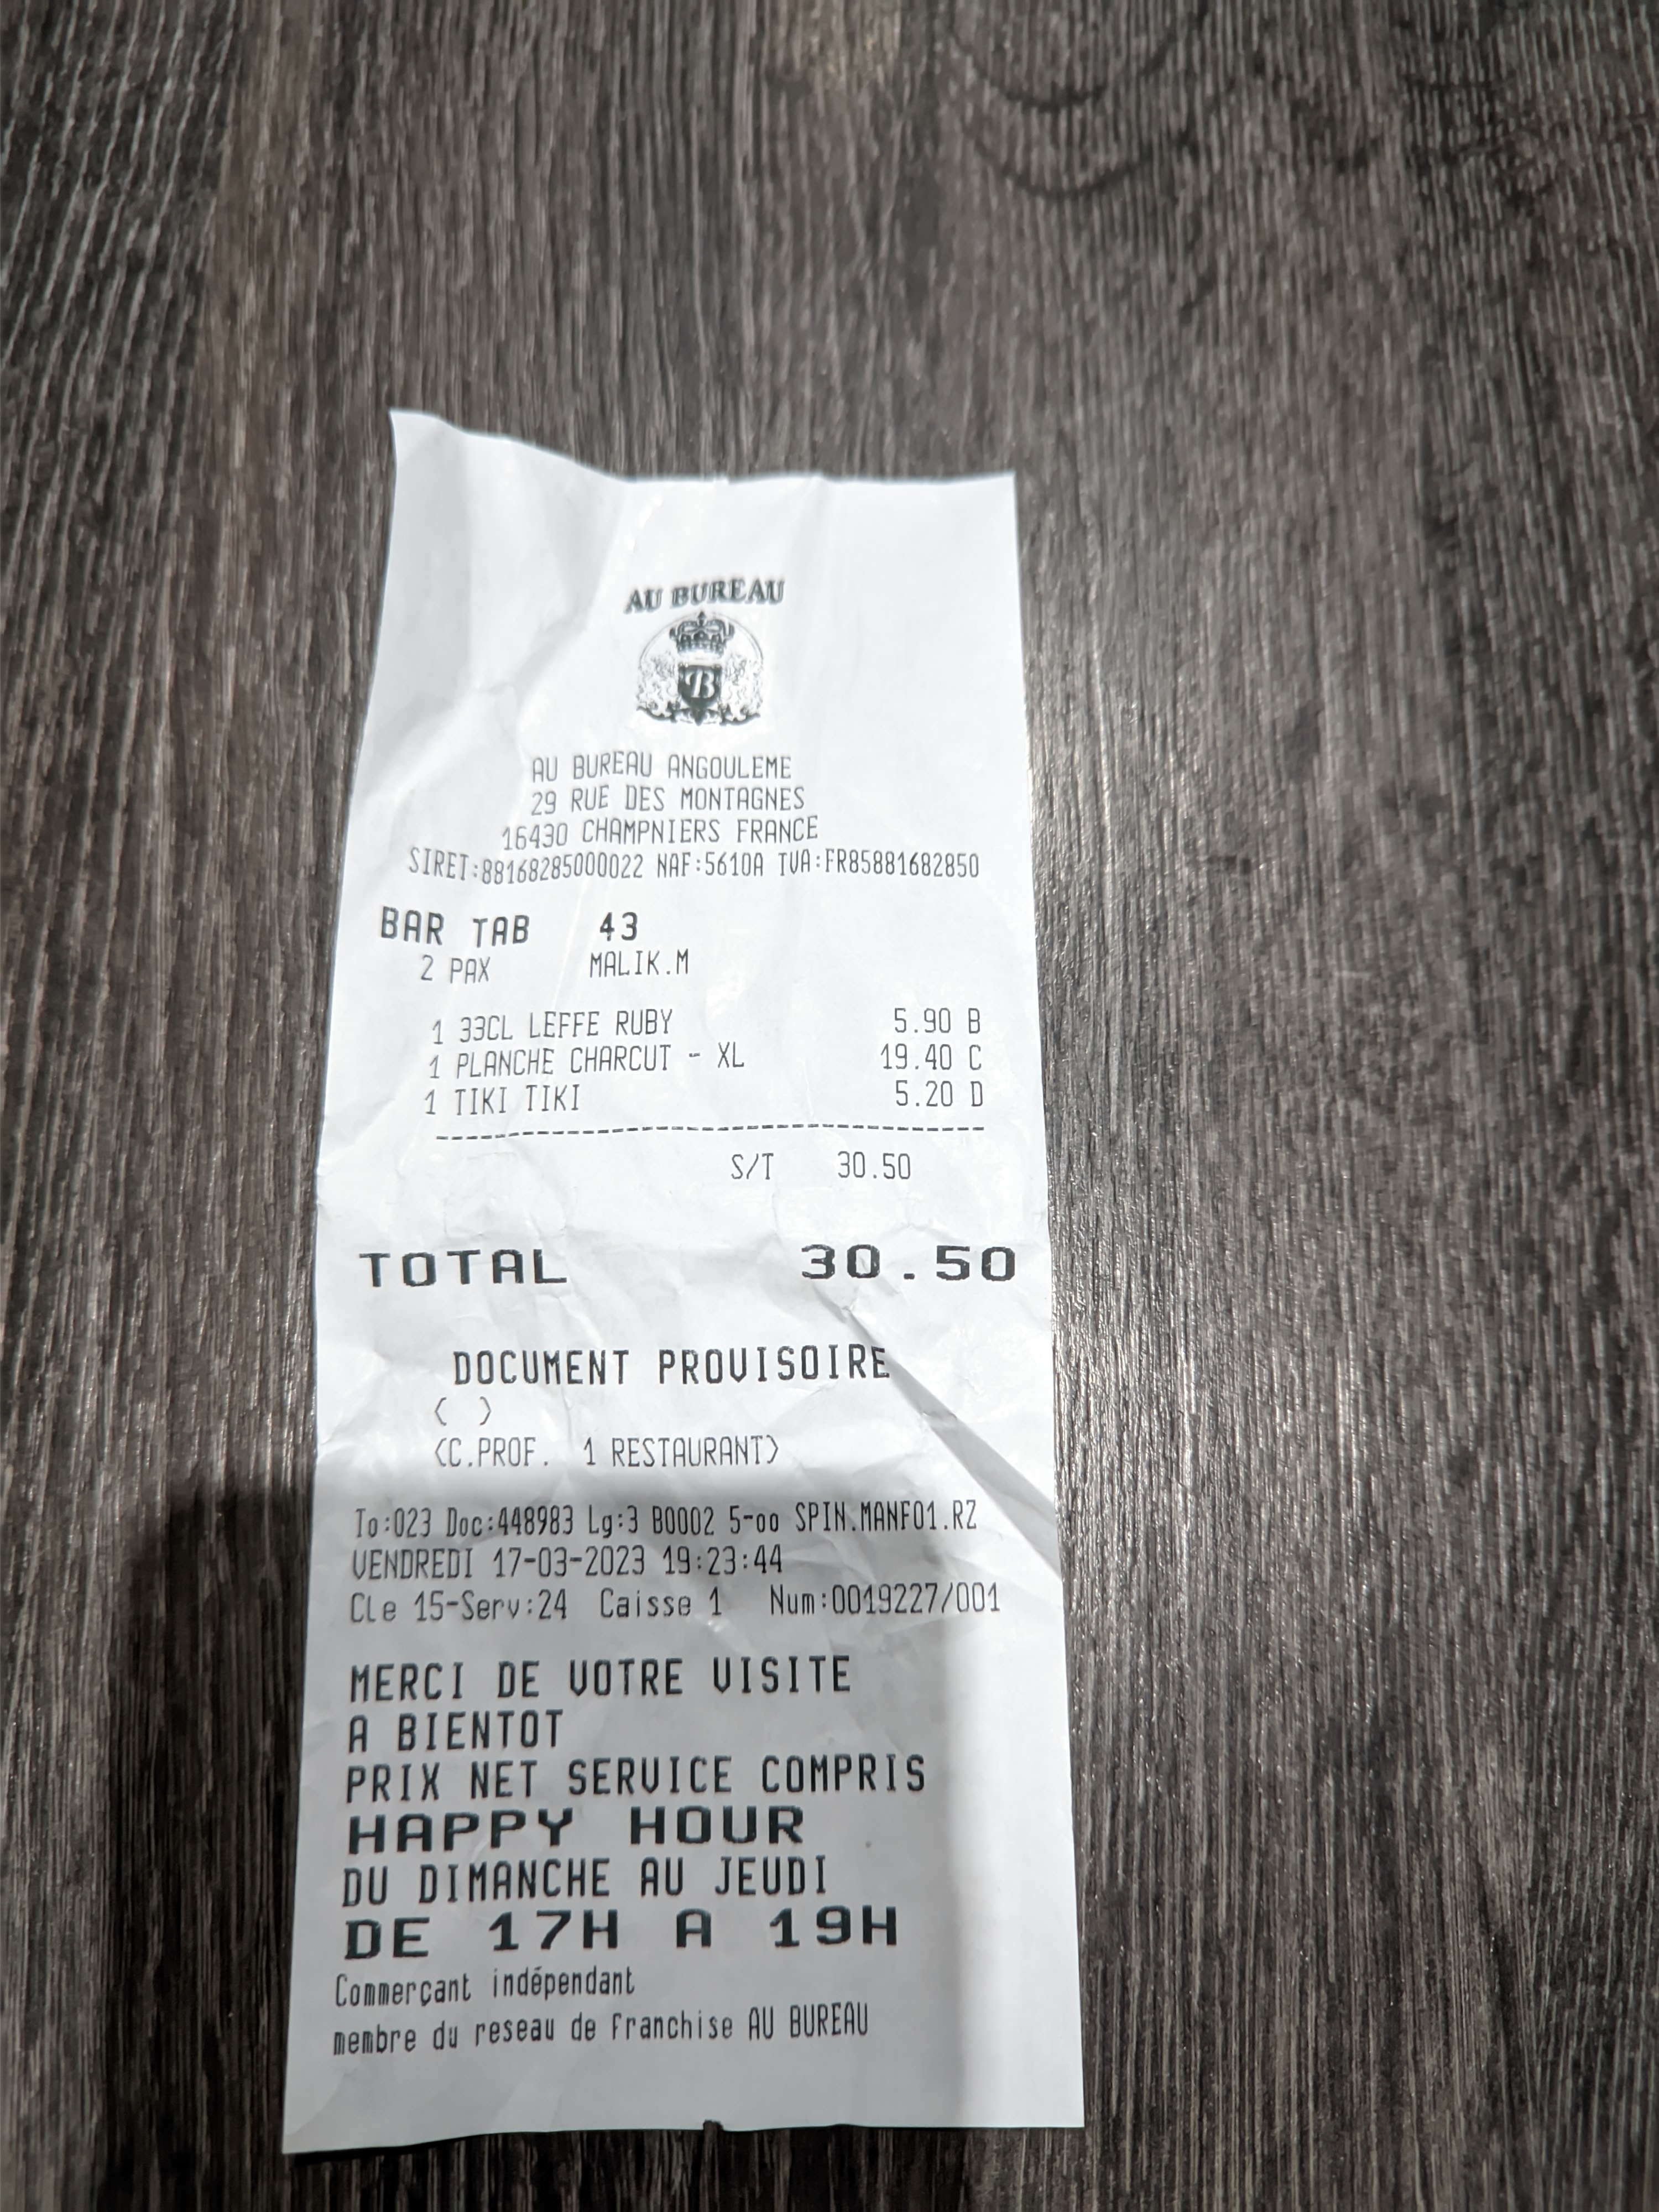 AU BUREAU
B
AU BUREAU ANGOULEME
29 RUE DES MONTAGNES
16430 CHAMPNIERS FRANCE
SIRET:88168285000022 NAF:5610A TVA:FR85881682850
BAR TAB 43
2 PAX MALIK.M
1 33CL LEFFE RUBY 5.90 B
1 PLANCHE CHARCUT - XL 19.40 C
1 TIKI TIKI 5.20 D
S/T 30.50
TOTAL 30.50
DOCUMENT PROVISOIRE
( )
(C.PROF. 1 RESTAURANT)
To:023 Doc:448983 Lg:3 B0002 5-oo SPIN.MANF01.RZ
VENDREDI 17-03-2023 19:23:44
Cle 15-Serv:24 Caisse 1 Num:0019227/001
MERCI DE VOTRE VISITE
A BIENTOT
PRIX NET SERVICE COMPRIS
HAPPY HOUR
DU DIMANCHE AU JEUDI
DE 17H A 19H
Commerçant indépendant
membre du reseau de franchise AU BUREAU